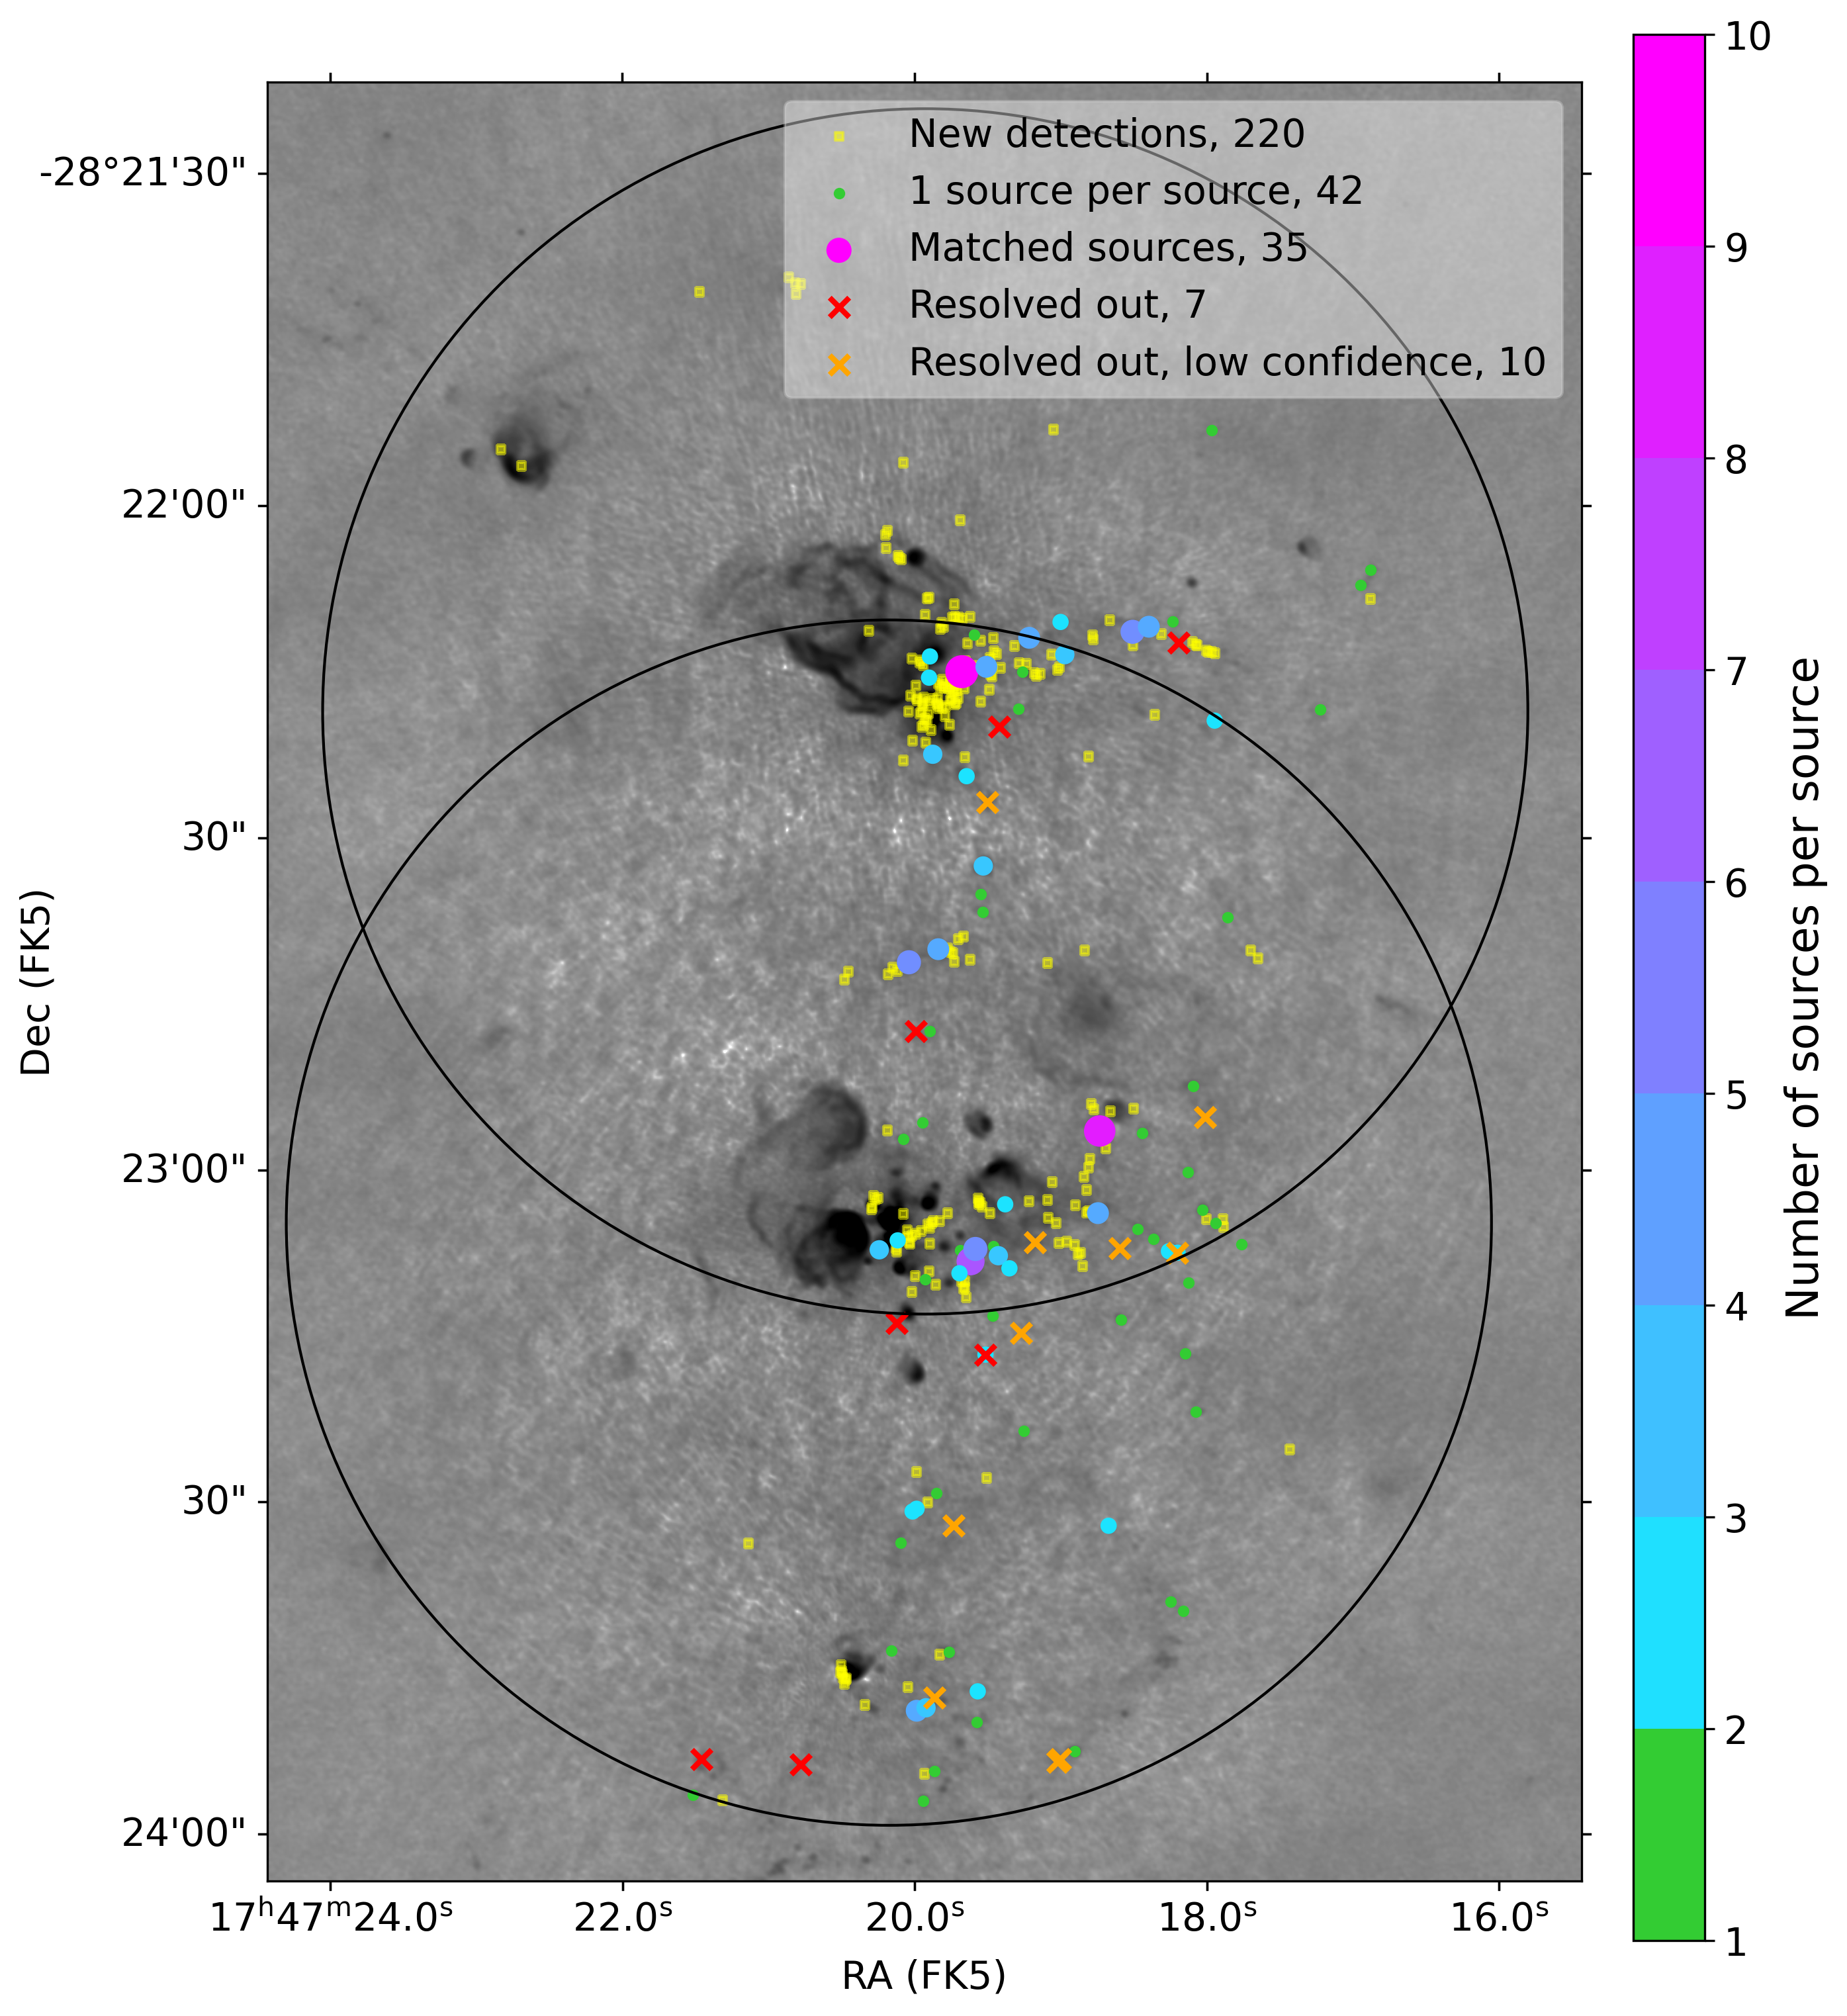 10
-28°21'30"
New detections, 220
1 source per source, 42
9
Matched sources, 35
Resolved out, 7
Resolved out, low confidence, 10
8
22'00"
7
30"
6
Dec (FK5)
Number of sources per source
5
23'00"
4
30"
3
2
24'00"
17ʰ47ᵐ24.0ˢ 22.0ˢ 20.0ˢ 18.0ˢ 16.0ˢ
1
RA (FK5)